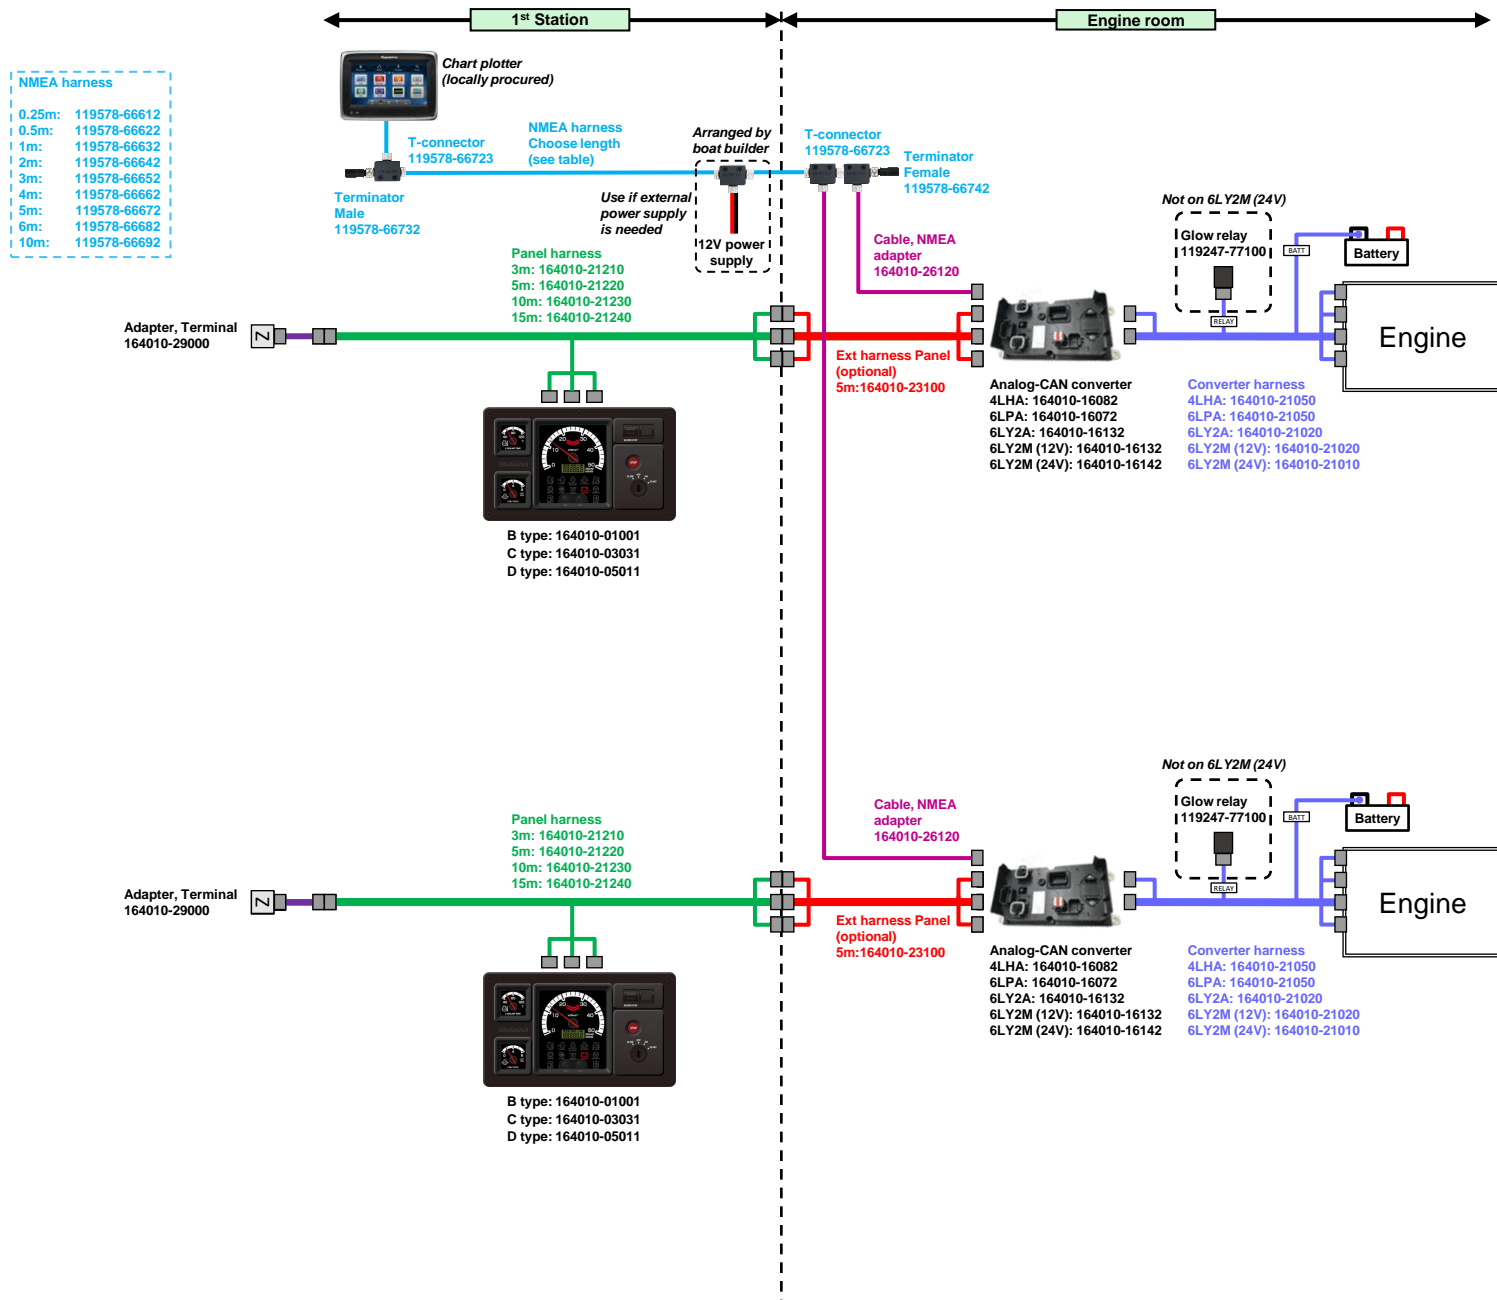 1st Station
Engine room
NMEA harness
0.25m: 119578-66612
0.5m: 119578-66622
1m: 119578-66632
2m: 119578-66642
3m: 119578-66652
4m: 119578-66662
5m: 119578-66672
6m: 119578-66682
10m: 119578-66692
Chart plotter
(locally procured)
T-connector
119578-66723
NMEA harness
Choose length
(see table)
Arranged by
boat builder
T-connector
119578-66723
Terminator
Female
119578-66742
Terminator
Male
119578-66732
Use if external
power supply
is needed
12V power
supply
Cable, NMEA
adapter
164010-26120
Not on 6LY2M (24V)
Glow relay
119247-77100
RELAY
BATT
Battery
Engine
Panel harness
3m: 164010-21210
5m: 164010-21220
10m: 164010-21230
15m: 164010-21240
Adapter, Terminal
164010-29000
Z
Ext harness Panel
(optional)
5m:164010-23100
Analog-CAN converter
4LHA: 164010-16082
6LPA: 164010-16072
6LY2A: 164010-16132
6LY2M (12V): 164010-16132
6LY2M (24V): 164010-16142
Converter harness
4LHA: 164010-21050
6LPA: 164010-21050
6LY2A: 164010-21020
6LY2M (12V): 164010-21020
6LY2M (24V): 164010-21010
B type: 164010-01001
C type: 164010-03031
D type: 164010-05011
Cable, NMEA
adapter
164010-26120
Not on 6LY2M (24V)
Glow relay
119247-77100
RELAY
BATT
Battery
Engine
Panel harness
3m: 164010-21210
5m: 164010-21220
10m: 164010-21230
15m: 164010-21240
Adapter, Terminal
164010-29000
Z
Ext harness Panel
(optional)
5m:164010-23100
Analog-CAN converter
4LHA: 164010-16082
6LPA: 164010-16072
6LY2A: 164010-16132
6LY2M (12V): 164010-16132
6LY2M (24V): 164010-16142
Converter harness
4LHA: 164010-21050
6LPA: 164010-21050
6LY2A: 164010-21020
6LY2M (12V): 164010-21020
6LY2M (24V): 164010-21010
B type: 164010-01001
C type: 164010-03031
D type: 164010-05011